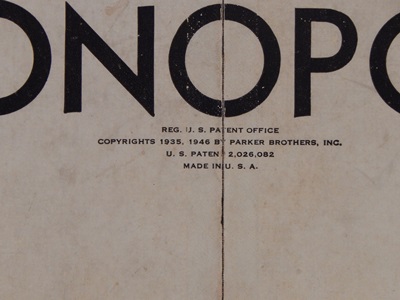 ONOPO
REG. U. S. PATENT OFFICE
COPYRIGHTS 1935, 1946 BY PARKER BROTHERS, INC.
U. S. PATENT 2,026,082
MADE IN U. S. A.